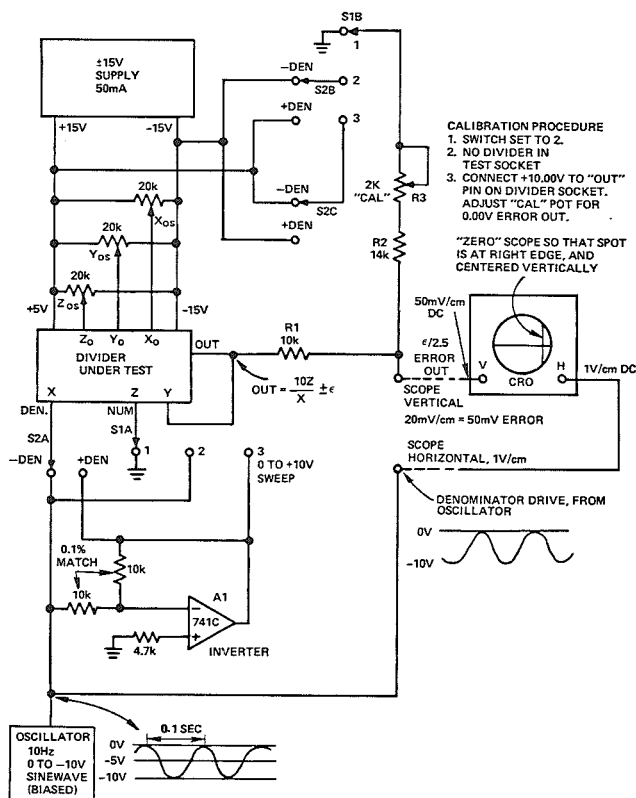 S1B
1
±15V
SUPPLY
50mA
+15V
-15V
-DEN
S2B
2
+DEN
3
-DEN
S2C
+DEN
2K
"CAL"
R3
R2
14k
CALIBRATION PROCEDURE
1. SWITCH SET TO 2.
2. NO DIVIDER IN
TEST SOCKET
3. CONNECT +10.00V TO "OUT"
PIN ON DIVIDER SOCKET.
ADJUST "CAL" POT FOR
0.00V ERROR OUT.
"ZERO" SCOPE SO THAT SPOT
IS AT RIGHT EDGE, AND
CENTERED VERTICALLY
20k
XOS
20k
YOS
20k
ZOS
+5V
-15V
ZO
YO
XO
DIVIDER
UNDER TEST
OUT
X
Z
Y
DEN.
NUM
R1
10k
OUT = 10Z/X ± ϵ
50mV/cm
DC
ϵ/2.5
ERROR
OUT
V
CRO
H
1V/cm DC
SCOPE
VERTICAL
20mV/cm = 50mV ERROR
SCOPE
HORIZONTAL, 1V/cm
DENOMINATOR DRIVE, FROM
OSCILLATOR
0V
-10V
S2A
-DEN
+DEN
S1A
1
2
3
0 TO +10V
SWEEP
0.1%
MATCH
10k
10k
A1
-
741C
+
4.7k
INVERTER
OSCILLATOR
10Hz
0 TO -10V
SINEWAVE
(BIASED)
0.1 SEC
0V
-5V
-10V